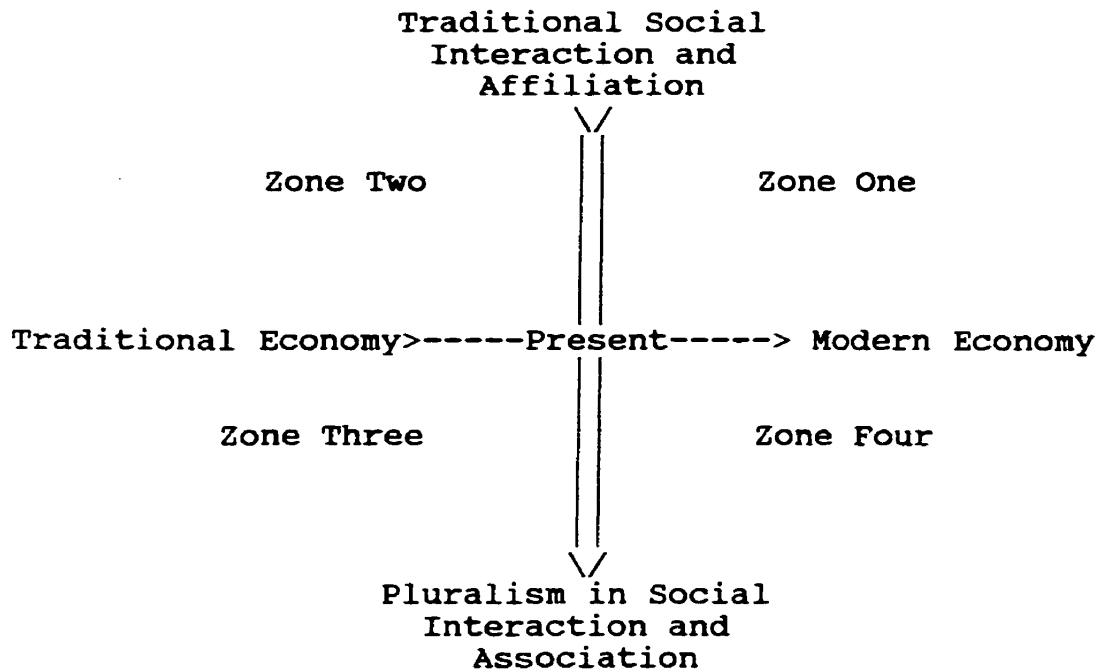 Traditional Social
Interaction and
Affiliation
Zone Two Zone One
Traditional Economy>-----Present-----> Modern Economy
Zone Three Zone Four
Pluralism in Social
Interaction and
Association